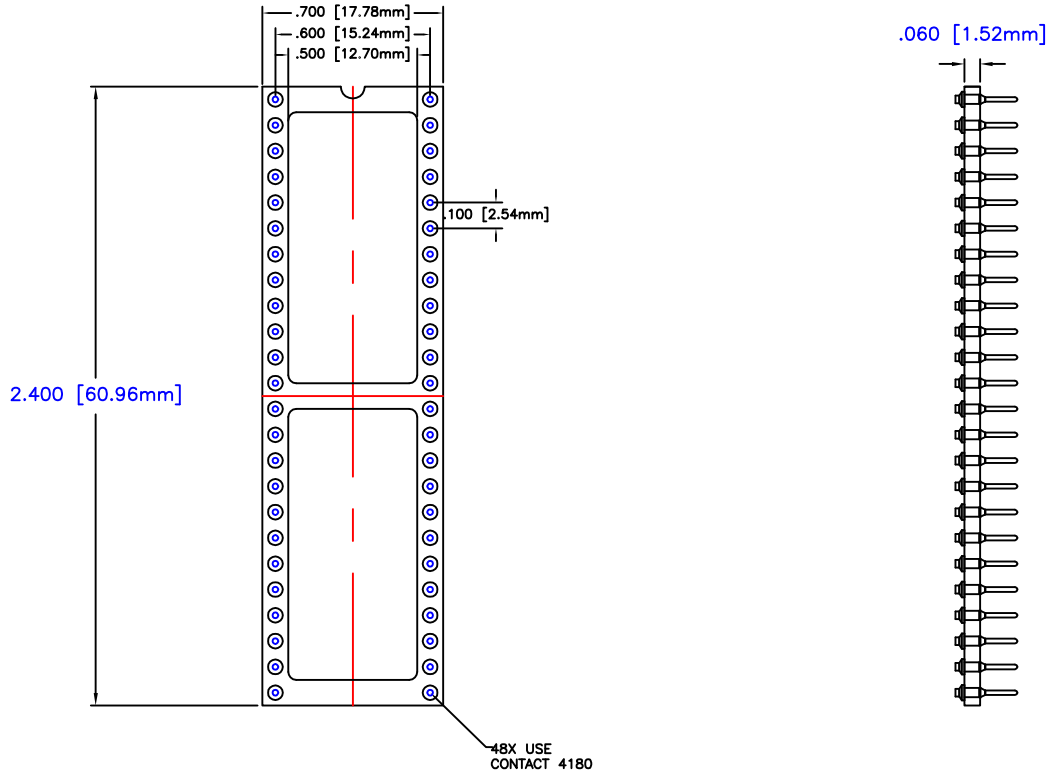 .700 [17.78mm]
.600 [15.24mm]
.500 [12.70mm]
.060 [1.52mm]
.100 [2.54mm]
2.400 [60.96mm]
48X USE
CONTACT 4180